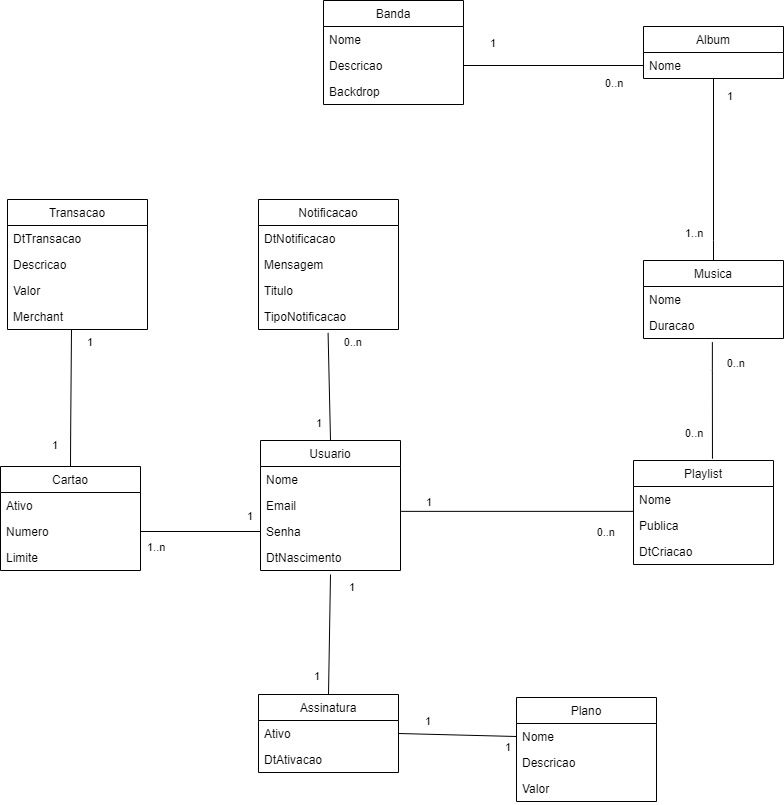 Banda
Nome
Descricao
Backdrop
1
0..n
Album
Nome
1
1..n
Transacao
DtTransacao
Descricao
Valor
Merchant
1
1
Notificacao
DtNotificacao
Mensagem
Titulo
TipoNotificacao
0..n
1
Musica
Nome
Duracao
0..n
0..n
Cartao
Ativo
Numero
Limite
1..n
1
Usuario
Nome
Email
Senha
DtNascimento
1
0..n
Playlist
Nome
Publica
DtCriacao
1
1
Assinatura
Ativo
DtAtivacao
1
1
Plano
Nome
Descricao
Valor